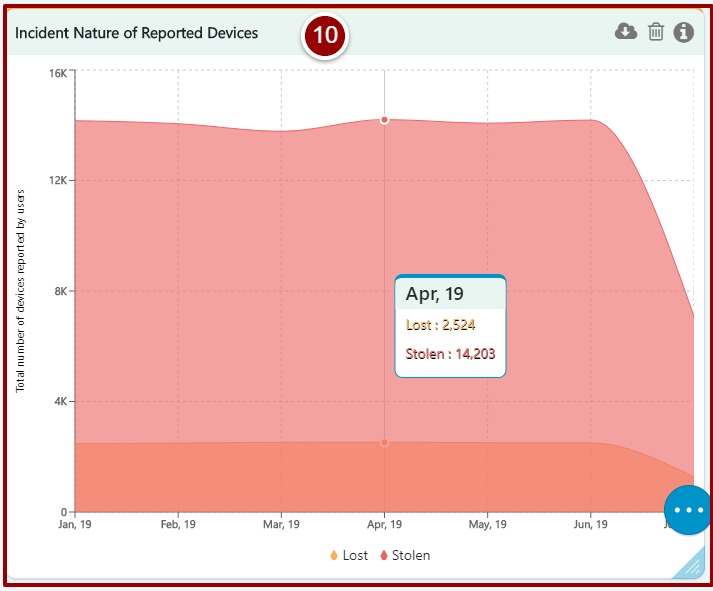 Incident Nature of Reported Devices
10
16K
12K
8K
4K
0
Total number of devices reported by users
Apr, 19
Lost : 2,524
Stolen : 14,203
Jan, 19
Feb, 19
Mar, 19
Apr, 19
May, 19
Jun, 19
Lost
Stolen